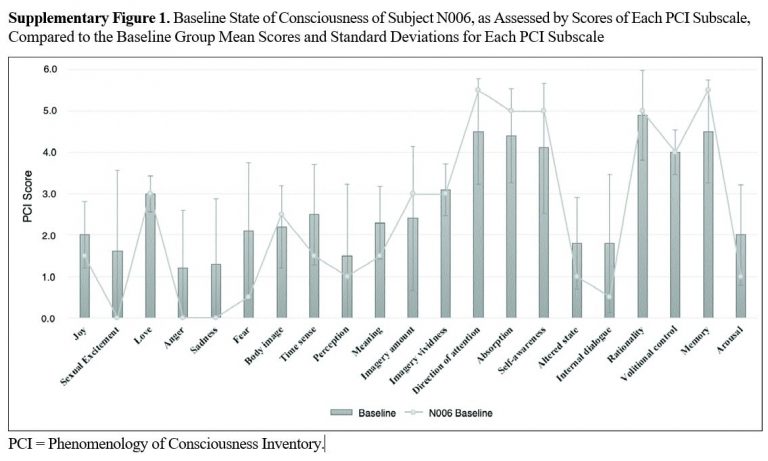 Supplementary Figure 1. Baseline State of Consciousness of Subject N006, as Assessed by Scores of Each PCI Subscale,
Compared to the Baseline Group Mean Scores and Standard Deviations for Each PCI Subscale
6.0
5.0
4.0
3.0
2.0
1.0
0.0
PCI Score
Joy
Sexual Excitement
Love
Anger
Sadness
Fear
Body image
Time sense
Perception
Meaning
Imagery amount
Imagery vividness
Direction of attention
Absorption
Self-awareness
Altered state
Internal dialogue
Rationality
Volitional control
Memory
Arousal
Baseline
N006 Baseline
PCI = Phenomenology of Consciousness Inventory.